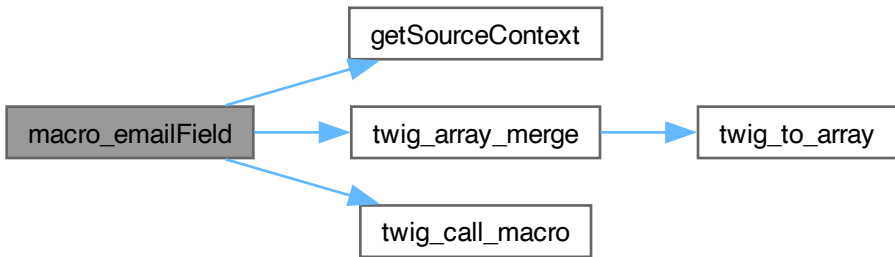 getSourceContext
macro_emailField
twig_array_merge
twig_to_array
twig_call_macro